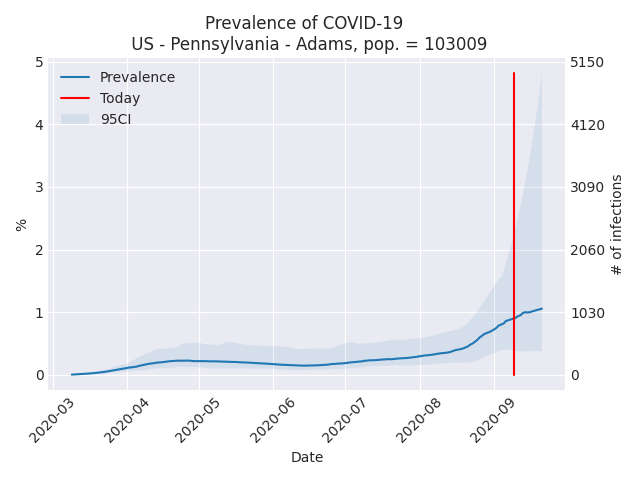 Prevalence of COVID-19
US - Pennsylvania - Adams, pop. = 103009
Prevalence
Today
95CI
5
4
3
2
1
0
%
5150
4120
3090
2060
1030
0
# of infections
2020-03
2020-04
2020-05
2020-06
2020-07
2020-08
2020-09
Date